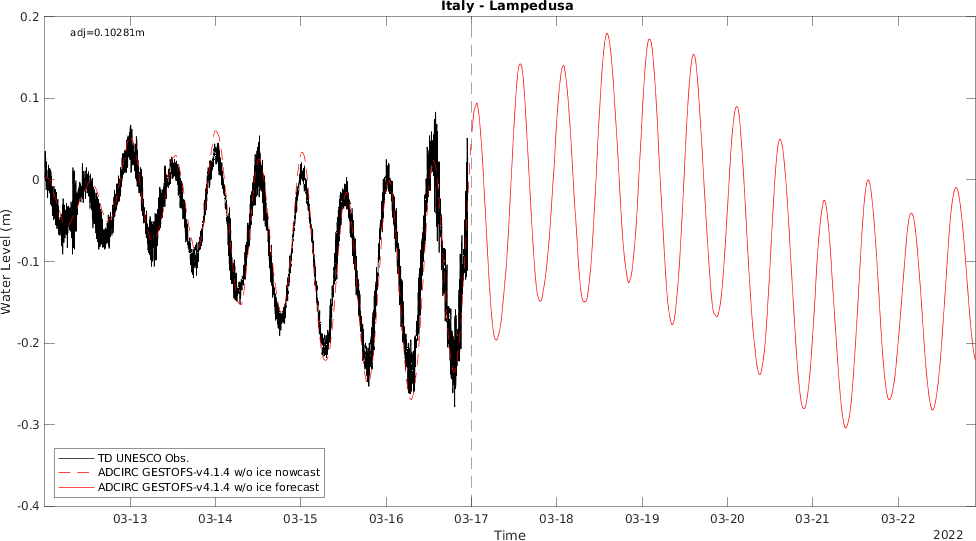 Italy - Lampedusa
adj=0.10281m
0.2
0.1
0
-0.1
-0.2
-0.3
-0.4
Water Level (m)
TD UNESCO Obs.
ADCIRC GESTOFS-v4.1.4 w/o ice nowcast
ADCIRC GESTOFS-v4.1.4 w/o ice forecast
03-13 03-14 03-15 03-16 03-17 03-18 03-19 03-20 03-21 03-22
Time
2022